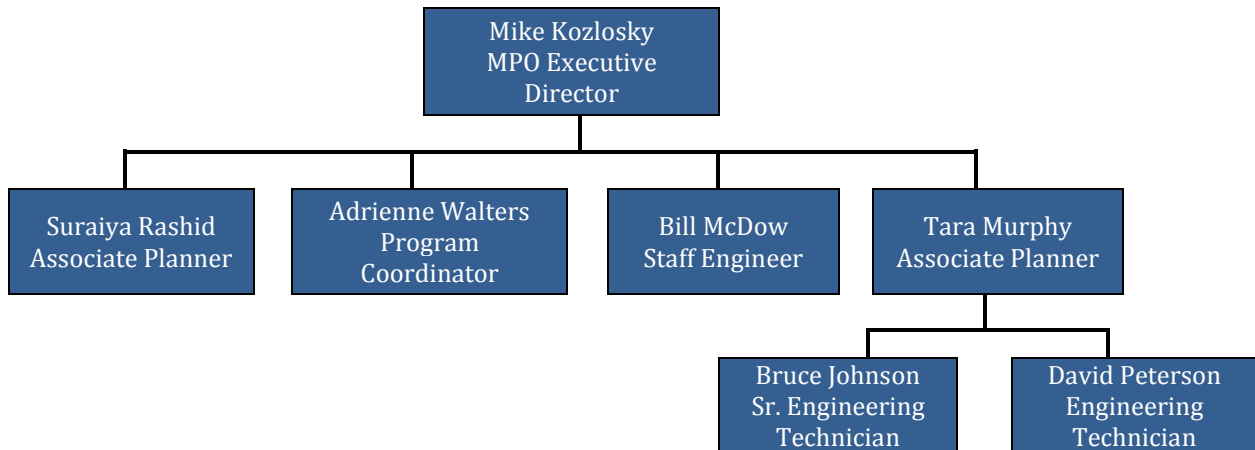 Mike Kozlosky
MPO Executive
Director
Suraiya Rashid
Associate Planner
Adrienne Walters
Program
Coordinator
Bill McDow
Staff Engineer
Tara Murphy
Associate Planner
Bruce Johnson
Sr. Engineering
Technician
David Peterson
Engineering
Technician